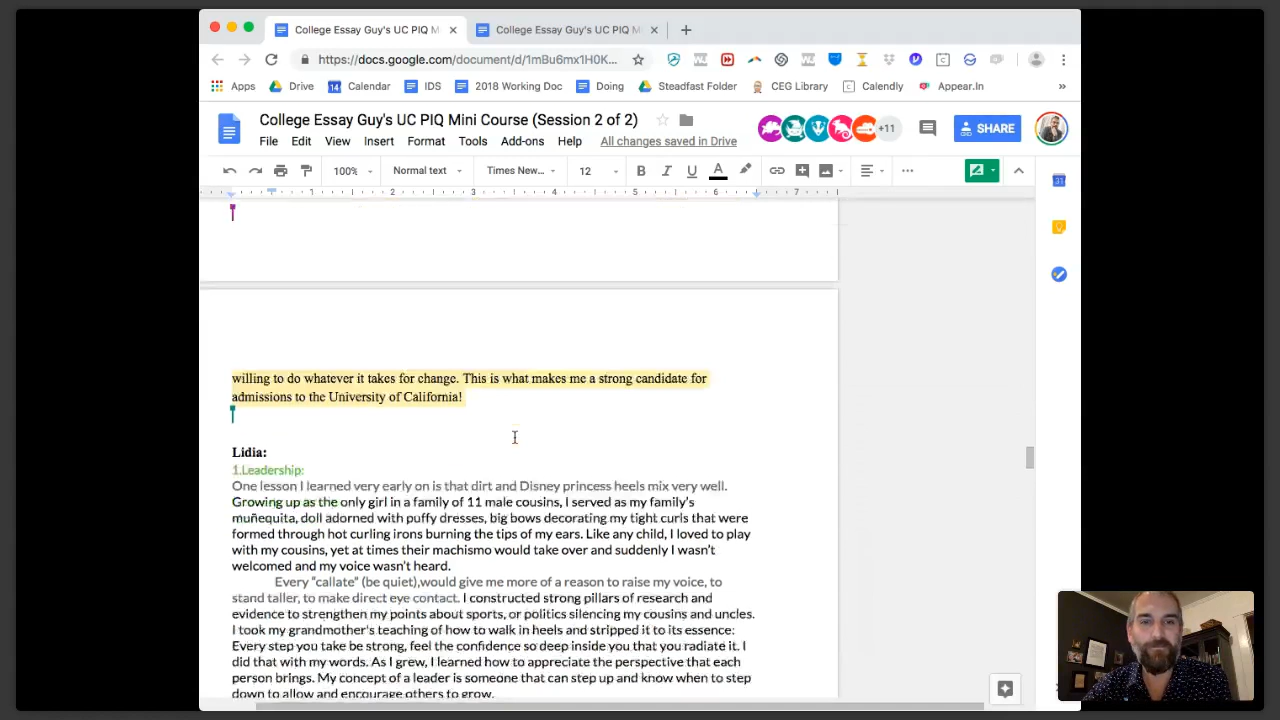 College Essay Guy's UC PIQ M
College Essay Guy's UC PIQ M
https://docs.google.com/document/d/1mBu6mx1H0K...
Apps Drive 14 Calendar IDS 2018 Working Doc Doing Steadfast Folder CEG Library Calendly Appear.In »
College Essay Guy's UC PIQ Mini Course (Session 2 of 2)
+11
SHARE
File Edit View Insert Format Tools Add-ons Help All changes saved in Drive
100% Normal text Times New... 12 B I U A
1 2 3 4 5 6 7
31
willing to do whatever it takes for change. This is what makes me a strong candidate for
admissions to the University of California!
Lidia:
1.Leadership:
One lesson I learned very early on is that dirt and Disney princess heels mix very well.
Growing up as the only girl in a family of 11 male cousins, I served as my family's
muñequita, doll adorned with puffy dresses, big bows decorating my tight curls that were
formed through hot curling irons burning the tips of my ears. Like any child, I loved to play
with my cousins, yet at times their machismo would take over and suddenly I wasn't
welcomed and my voice wasn't heard.
Every "callate" (be quiet),would give me more of a reason to raise my voice, to
stand taller, to make direct eye contact. I constructed strong pillars of research and
evidence to strengthen my points about sports, or politics silencing my cousins and uncles.
I took my grandmother's teaching of how to walk in heels and stripped it to its essence:
Every step you take be strong, feel the confidence so deep inside you that you radiate it. I
did that with my words. As I grew, I learned how to appreciate the perspective that each
person brings. My concept of a leader is someone that can step up and know when to step
down to allow and encourage others to grow.